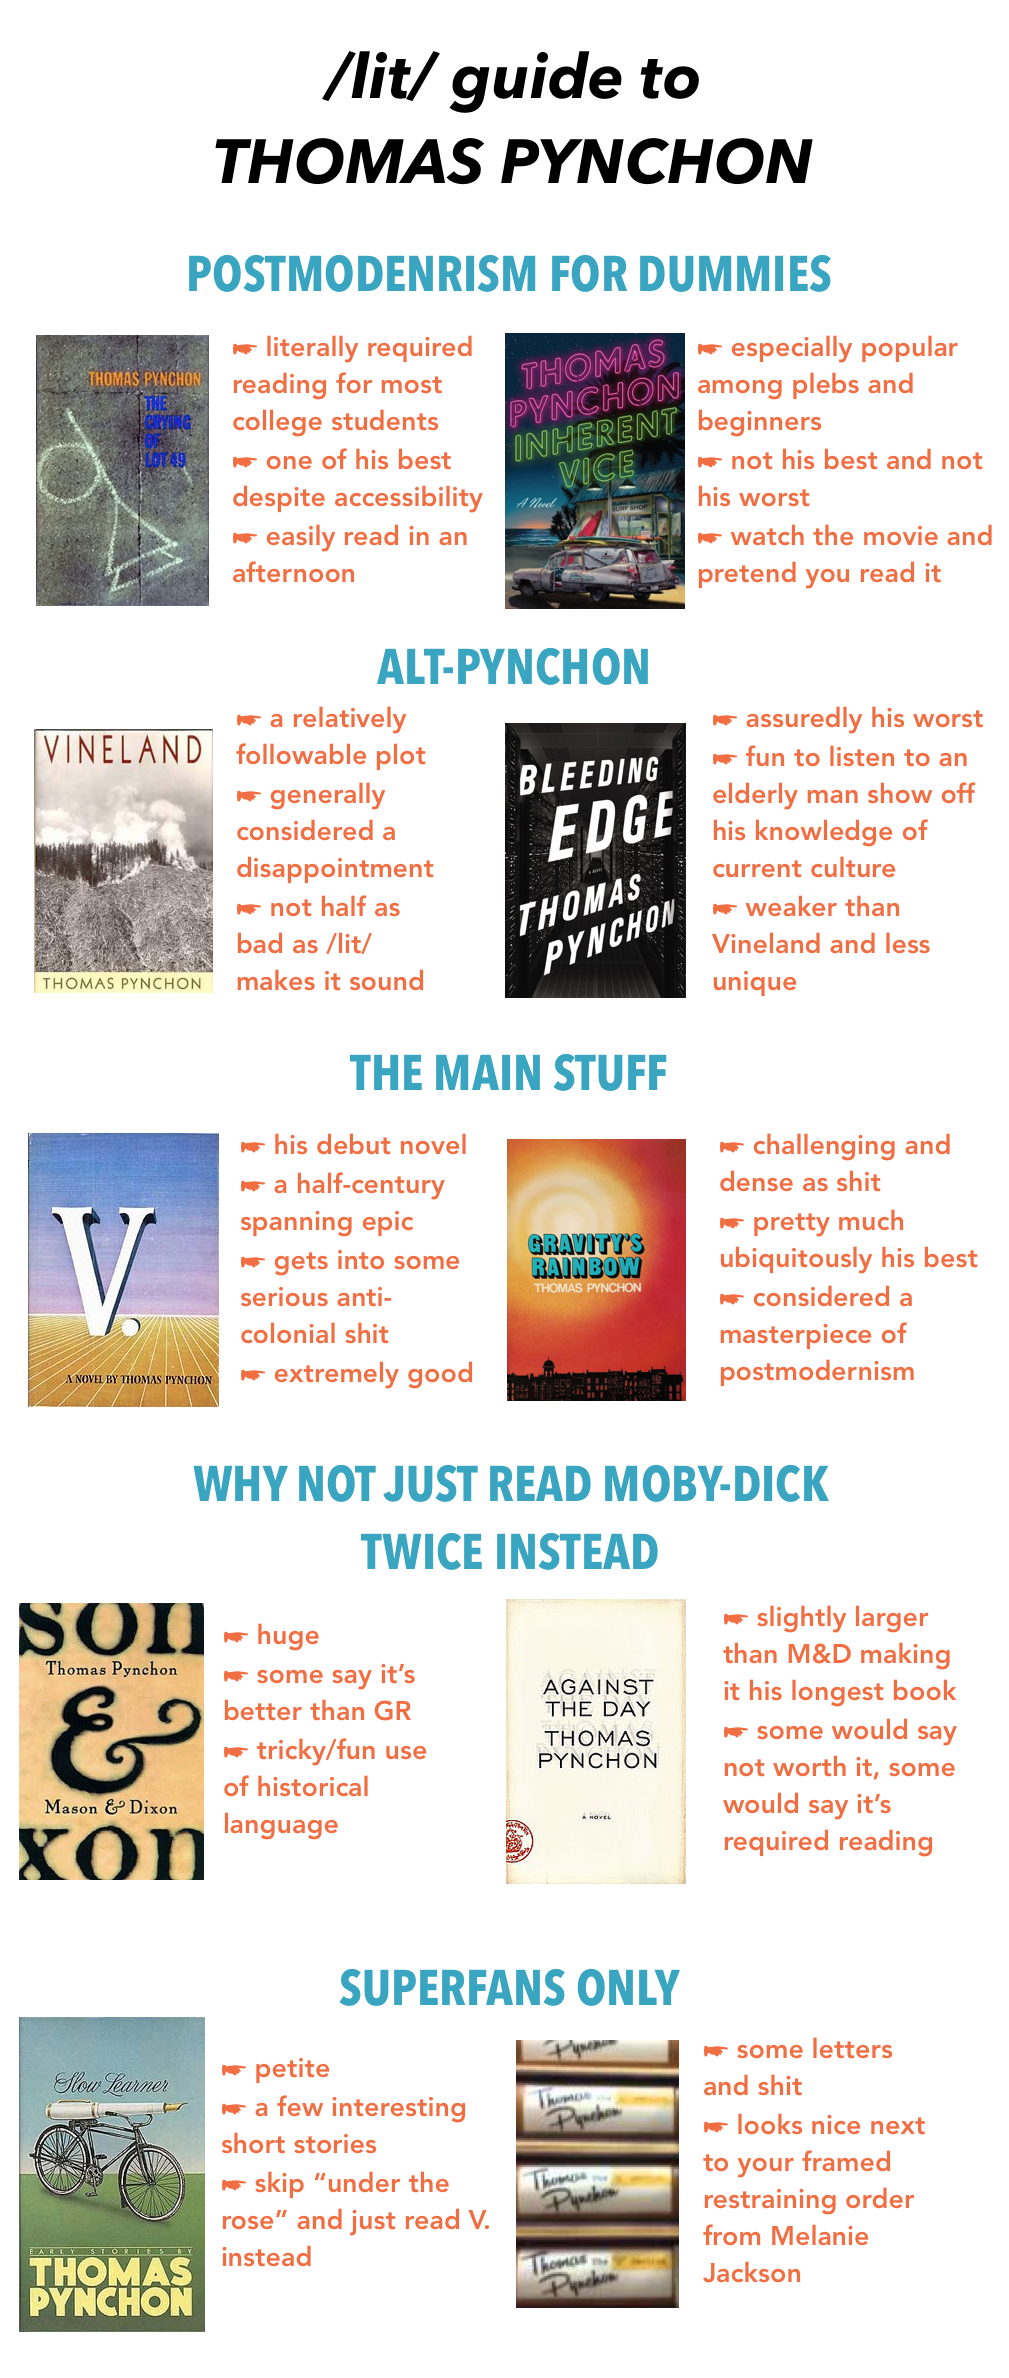 /lit/ guide to
THOMAS PYNCHON
POSTMODENRISM FOR DUMMIES
THOMAS PYNCHON
THE
CRYING
OF
LOT 49
☛ literally required
reading for most
college students
☛ one of his best
despite accessibility
☛ easily read in an
afternoon
THOMAS
PYNCHON
INHERENT
VICE
A Novel
SURF SHOP
☛ especially popular
among plebs and
beginners
☛ not his best and not
his worst
☛ watch the movie and
pretend you read it
ALT-PYNCHON
VINELAND
THOMAS PYNCHON
☛ a relatively
followable plot
☛ generally
considered a
disappointment
☛ not half as
bad as /lit/
makes it sound
BLEEDING
EDGE
A NOVEL
THOMAS
PYNCHON
☛ assuredly his worst
☛ fun to listen to an
elderly man show off
his knowledge of
current culture
☛ weaker than
Vineland and less
unique
THE MAIN STUFF
V.
A NOVEL BY THOMAS PYNCHON
☛ his debut novel
☛ a half-century
spanning epic
☛ gets into some
serious anti-
colonial shit
☛ extremely good
GRAVITY'S
RAINBOW
THOMAS PYNCHON
☛ challenging and
dense as shit
☛ pretty much
ubiquitously his best
☛ considered a
masterpiece of
postmodernism
WHY NOT JUST READ MOBY-DICK
TWICE INSTEAD
son
Thomas Pynchon
&
Mason & Dixon
xon
☛ huge
☛ some say it’s
better than GR
☛ tricky/fun use
of historical
language
AGAINST
THE DAY
THOMAS
PYNCHON
A NOVEL
☛ slightly larger
than M&D making
it his longest book
☛ some would say
not worth it, some
would say it’s
required reading
SUPERFANS ONLY
Slow Learner
EARLY STORIES BY
THOMAS
PYNCHON
☛ petite
☛ a few interesting
short stories
☛ skip “under the
rose” and just read V.
instead
Pynchon
Thomas
Pynchon
Thomas
Pynchon
Thomas
Pynchon
☛ some letters
and shit
☛ looks nice next
to your framed
restraining order
from Melanie
Jackson